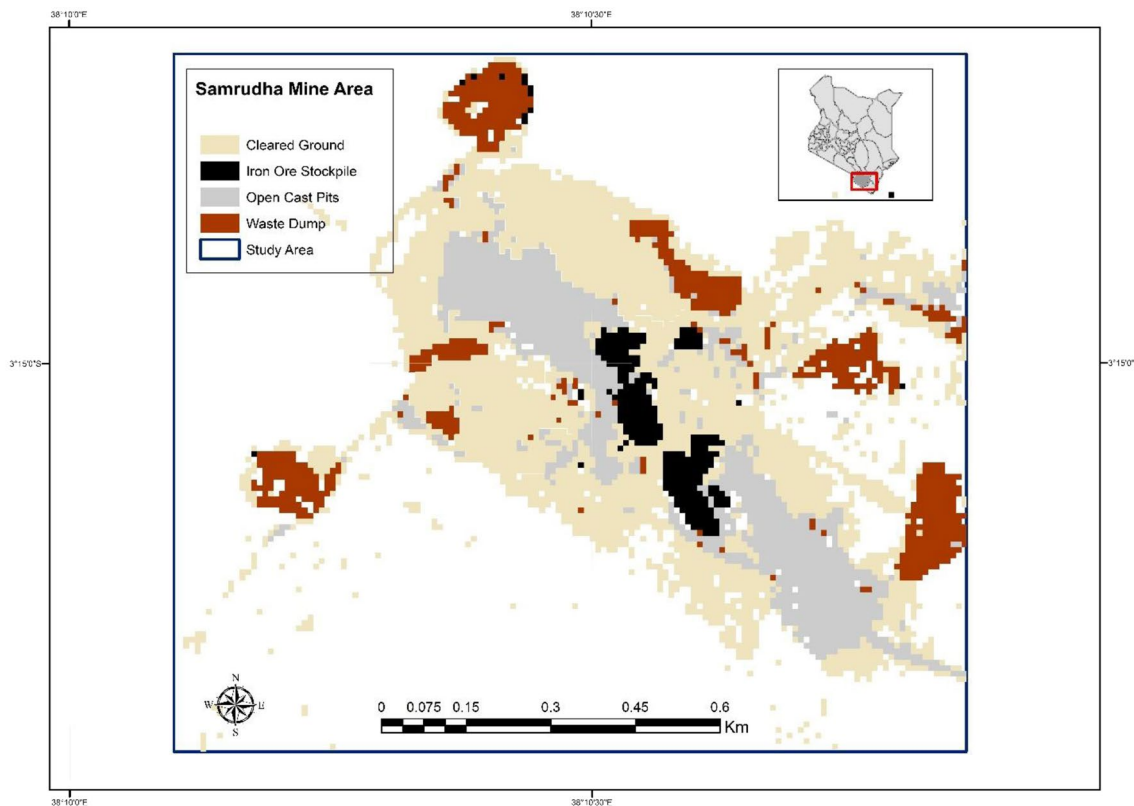 38°10'0"E
38°10'30"E
Samrudha Mine Area
Cleared Ground
Iron Ore Stockpile
Open Cast Pits
Waste Dump
Study Area
3°15'0"S
3°15'0"
N
W E
S
0 0.075 0.15 0.3 0.45 0.6
Km
38°10'0"E
38°10'30"E